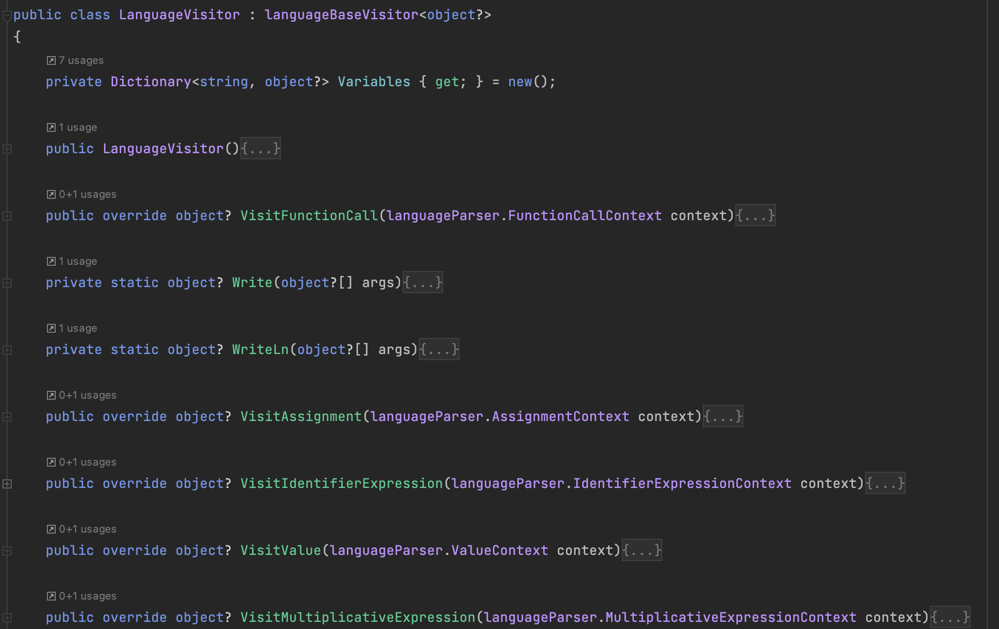 public class LanguageVisitor : languageBaseVisitor<object?>
{
7 usages
private Dictionary<string, object?> Variables { get; } = new();
1 usage
public LanguageVisitor(){...}
0+1 usages
public override object? VisitFunctionCall(languageParser.FunctionCallContext context){...}
1 usage
private static object? Write(object?[] args){...}
1 usage
private static object? WriteLn(object?[] args){...}
0+1 usages
public override object? VisitAssignment(languageParser.AssignmentContext context){...}
0+1 usages
public override object? VisitIdentifierExpression(languageParser.IdentifierExpressionContext context){...}
0+1 usages
public override object? VisitValue(languageParser.ValueContext context){...}
0+1 usages
public override object? VisitMultiplicativeExpression(languageParser.MultiplicativeExpressionContext context){...}